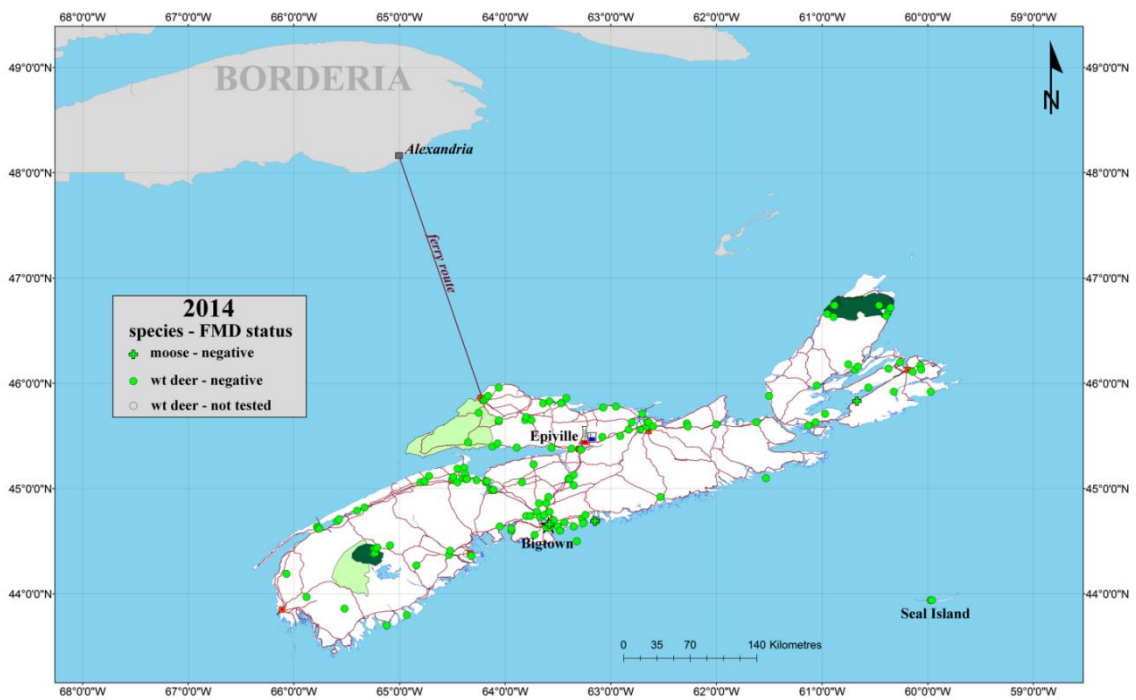 68°0'0"W 67°0'0"W 66°0'0"W 65°0'0"W 64°0'0"W 63°0'0"W 62°0'0"W 61°0'0"W 60°0'0"W 59°0'0"W
49°0'0"N 49°0'0"N
BORDERIA
N
Alexandria
48°0'0"N 48°0'0"N
ferry route
47°0'0"N 47°0'0"N
2014
species - FMD status
moose - negative
wt deer - negative
wt deer - not tested
46°0'0"N 46°0'0"N
Epiville
45°0'0"N 45°0'0"N
Bigtown
44°0'0"N 44°0'0"N
Seal Island
0 35 70 140 Kilometres
68°0'0"W 67°0'0"W 66°0'0"W 65°0'0"W 64°0'0"W 63°0'0"W 62°0'0"W 61°0'0"W 60°0'0"W 59°0'0"W